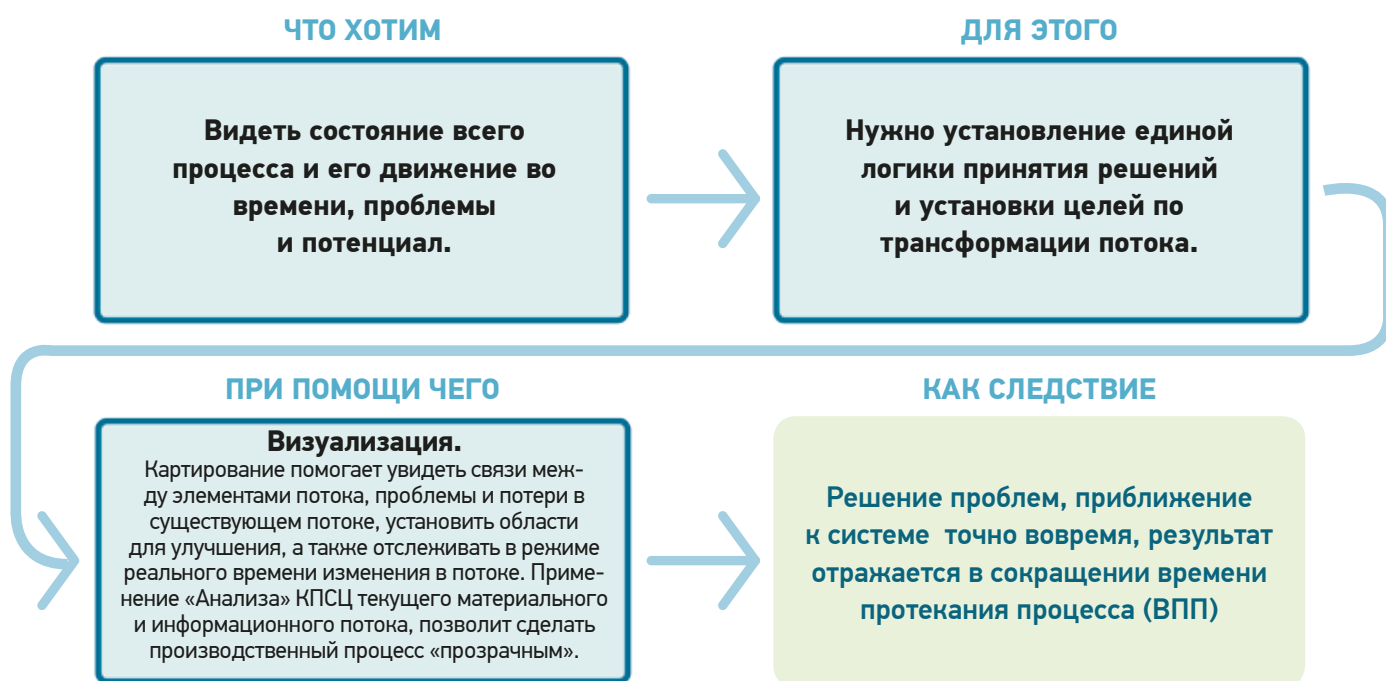 ЧТО ХОТИМ
Видеть состояние всего
процесса и его движение во
времени, проблемы
и потенциал.
ДЛЯ ЭТОГО
Нужно установление единой
логики принятия решений
и установки целей по
трансформации потока.
ПРИ ПОМОЩИ ЧЕГО
Визуализация.
Картирование помогает увидеть связи меж-
ду элементами потока, проблемы и потери в
существующем потоке, установить области
для улучшения, а также отслеживать в режиме
реального времени изменения в потоке. Приме-
нение «Анализа» КПСЦ текущего материального
и информационного потока, позволит сделать
производственный процесс «прозрачным».
КАК СЛЕДСТВИЕ
Решение проблем, приближение
к системе точно вовремя, результат
отражается в сокращении времени
протекания процесса (ВПП)